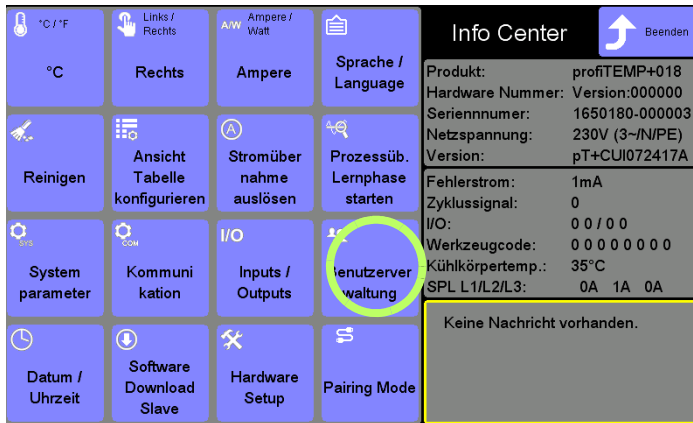 °C / °F
°C
Links /
Rechts
Rechts
A/W
Ampere /
Watt
Ampere
Sprache /
Language
Info Center
Beenden
Reinigen
Ansicht
Tabelle
konfigurieren
A
Stromüber
nahme
auslösen
Prozessüb.
Lernphase
starten
SYS
System
parameter
COM
Kommuni
kation
I/O
Inputs /
Outputs
Benutzerver
waltung
Datum /
Uhrzeit
Software
Download
Slave
Hardware
Setup
Pairing Mode
Produkt: profiTEMP+018
Hardware Nummer: Version:000000
Seriennnumer: 1650180-000003
Netzspannung: 230V (3~/N/PE)
Version: pT+CUI072417A
Fehlerstrom: 1mA
Zyklussignal: 0
I/O: 0 0 / 0 0
Werkzeugcode: 0 0 0 0 0 0 0 0
Kühlkörpertemp.: 35°C
SPL L1/L2/L3: 0A 1A 0A
Keine Nachricht vorhanden.